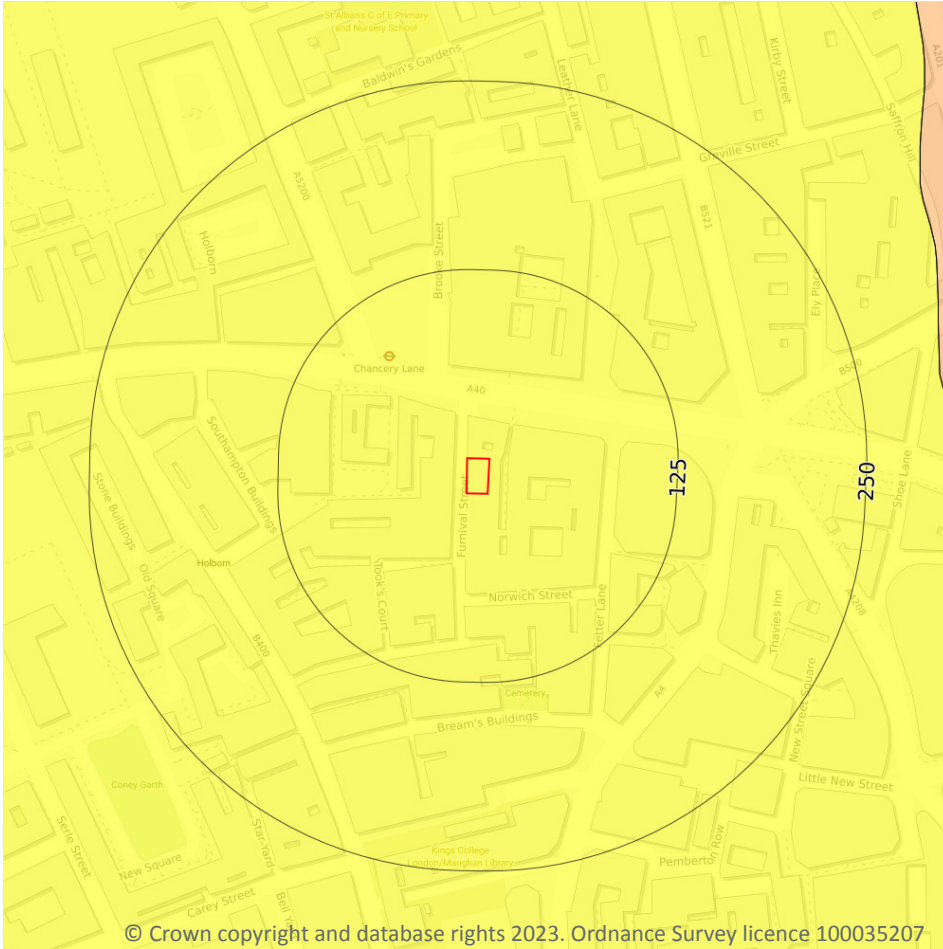 St Alban's C of E Primary
and Nursery School
Baldwin's Gardens
Leather Lane
Kirby Street
A201
Saffron Hill
Greville Street
A5200
B521
Holborn
Brooke Street
Ely Place
Chancery Lane
A40
B500
Southampton Buildings
Stone Buildings
Shoe Lane
125
250
Furnival Street
Holborn
Old Square
Took's Court
Norwich Street
Fetter Lane
Thavies Inn
A1208
B400
Cemetery
A4
New Street Square
Bream's Buildings
Coney Garth
Little New Street
Serle Street
Star-Yard
New Square
Kings College
London/Maughan Library
Pemberton Row
Carey Street
Bell Ya
© Crown copyright and database rights 2023. Ordnance Survey licence 100035207